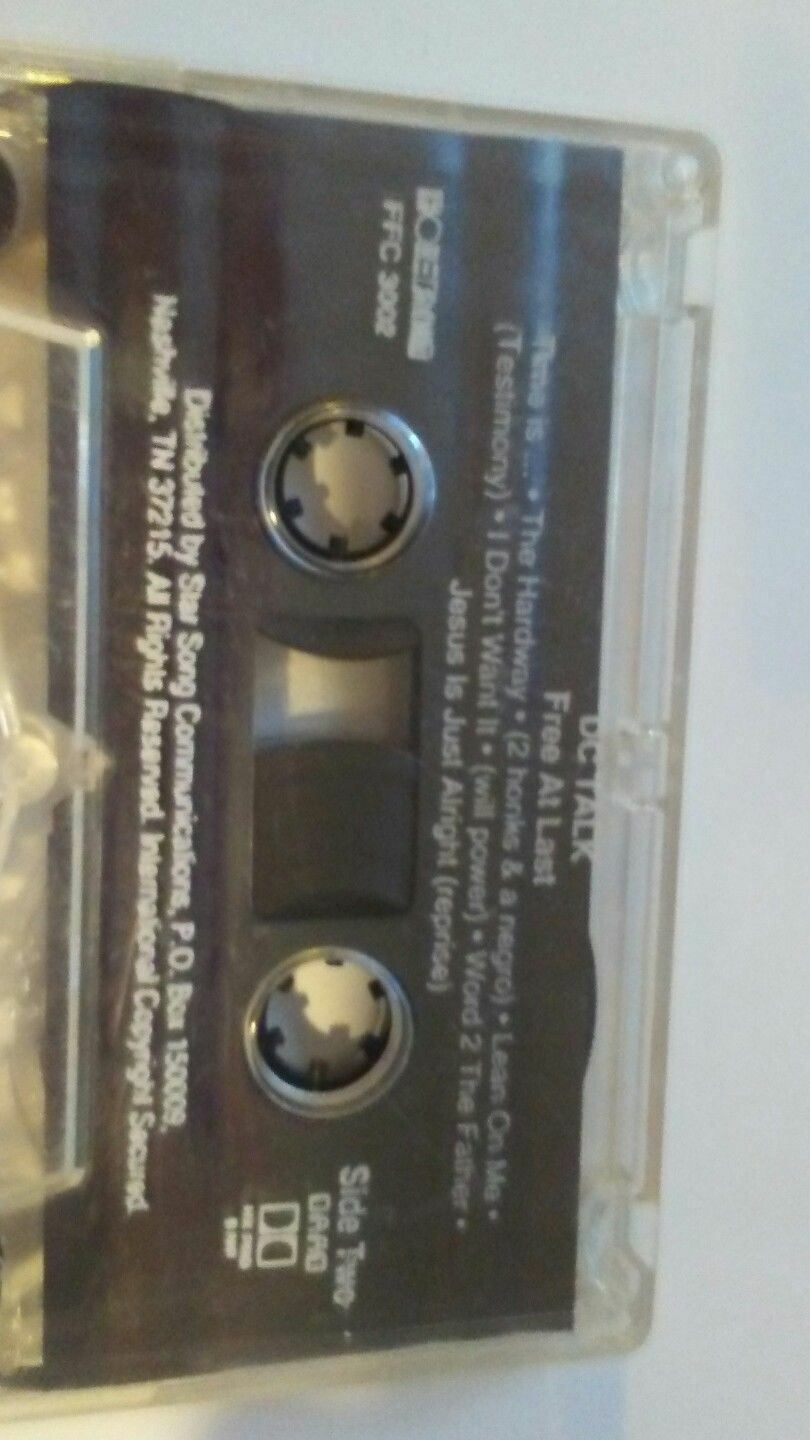 DC TALK
Free At Last
Time is ... • The Hardway • (2 honks & a negro) • Lean On Me •
(Testimony) • I Don't Want It • (will power) • Word 2 The Father •
Jesus Is Just Alright (reprise)
FFC 3002
Side Two
Distributed by Star Song Communications, P.O. Box 150009,
Nashville, TN 37215. All Rights Reserved. International Copyright Secured.